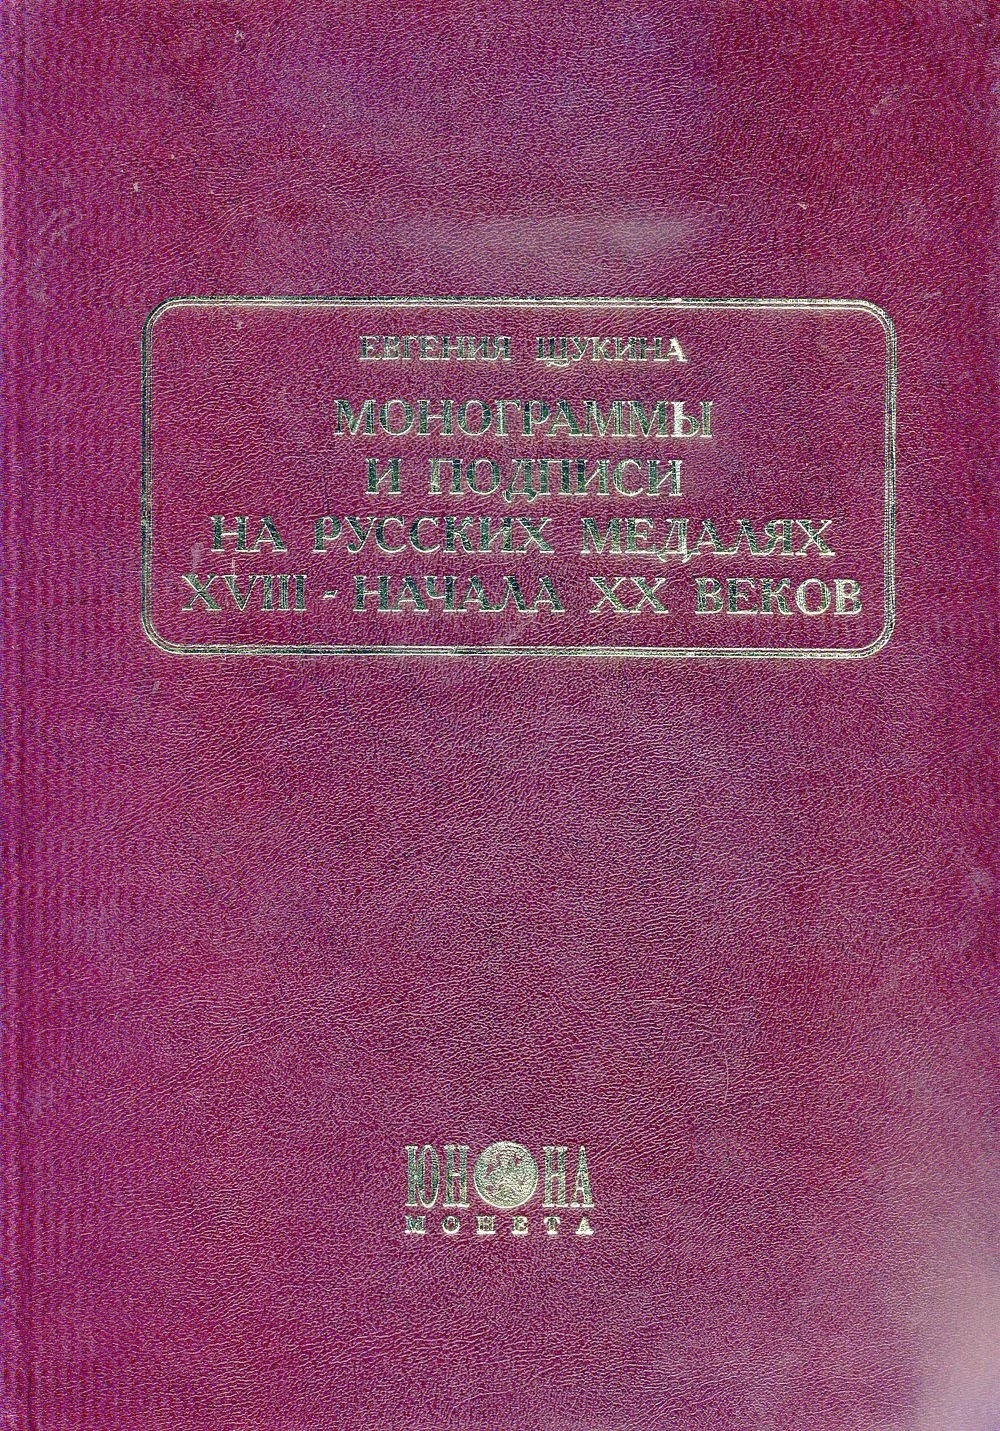 ЕВГЕНИЯ ЩУКИНА
МОНОГРАММЫ
И ПОДПИСИ
НА РУССКИХ МЕДАЛЯХ
XVIII - НАЧАЛА XX ВЕКОВ
ЮНОНА
МОНЕТА